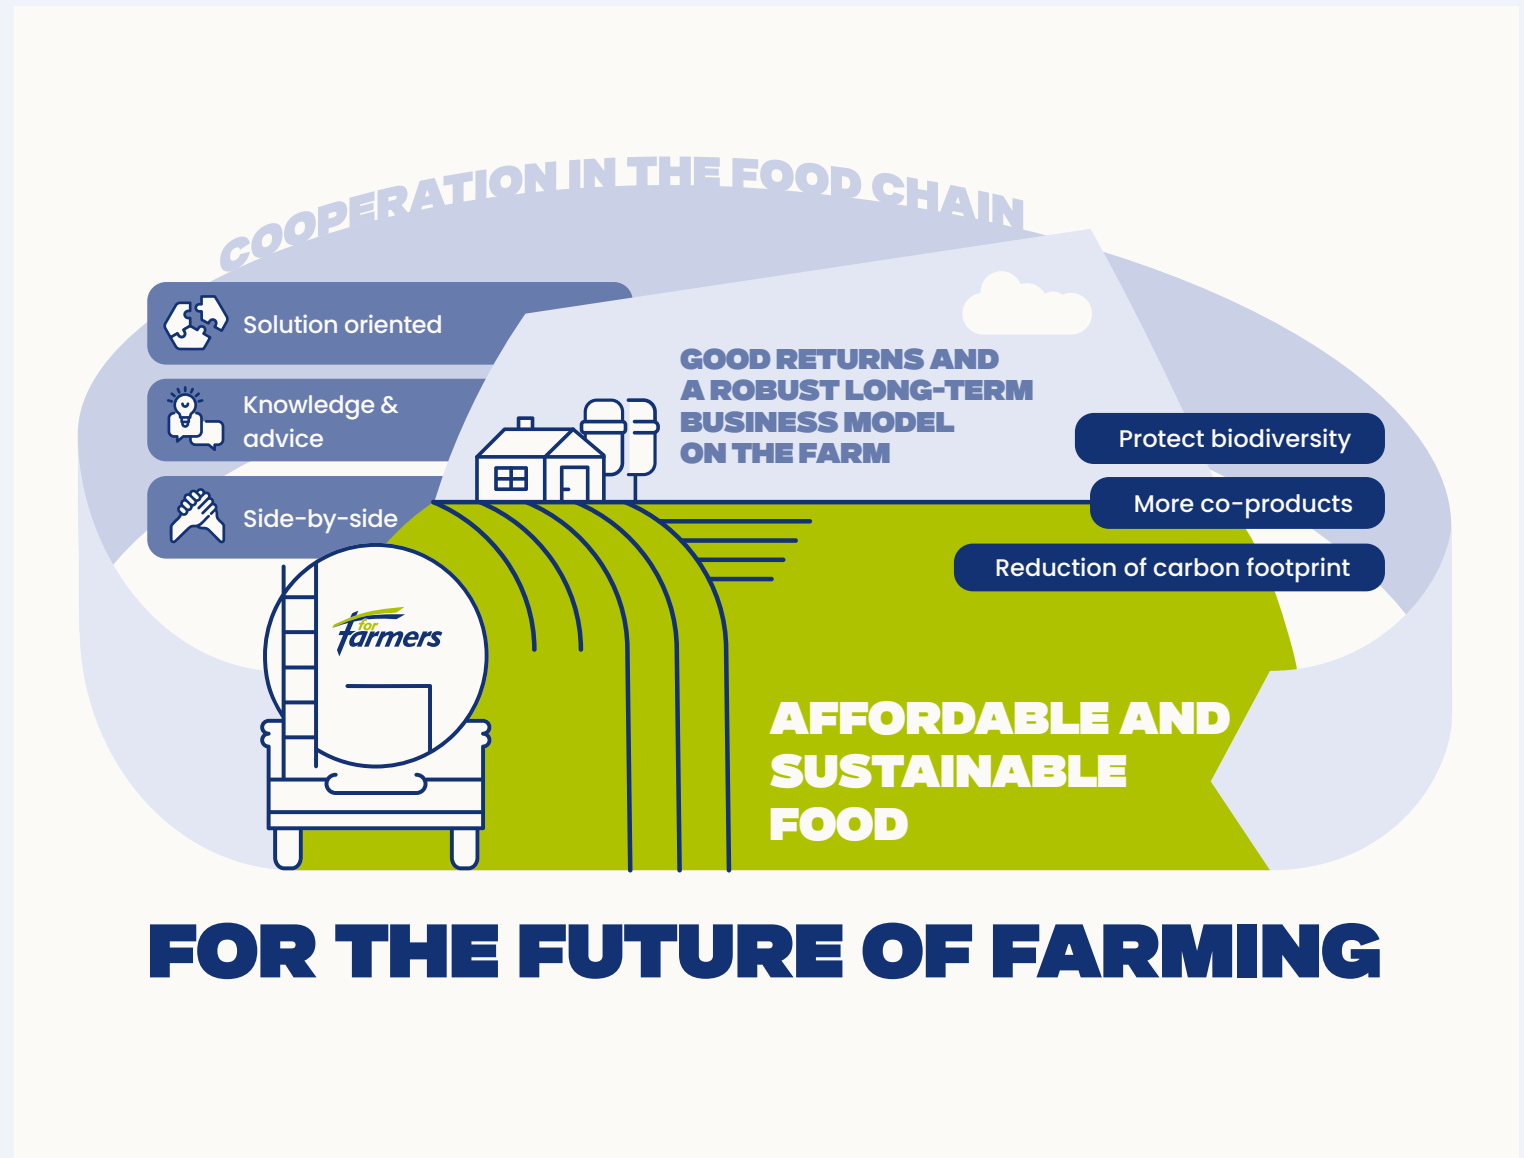 COOPERATION IN THE FOOD CHAIN
Solution oriented
Knowledge &
advice
Side-by-side
GOOD RETURNS AND
A ROBUST LONG-TERM
BUSINESS MODEL
ON THE FARM
Protect biodiversity
More co-products
Reduction of carbon footprint
for
farmers
AFFORDABLE AND
SUSTAINABLE
FOOD
FOR THE FUTURE OF FARMING